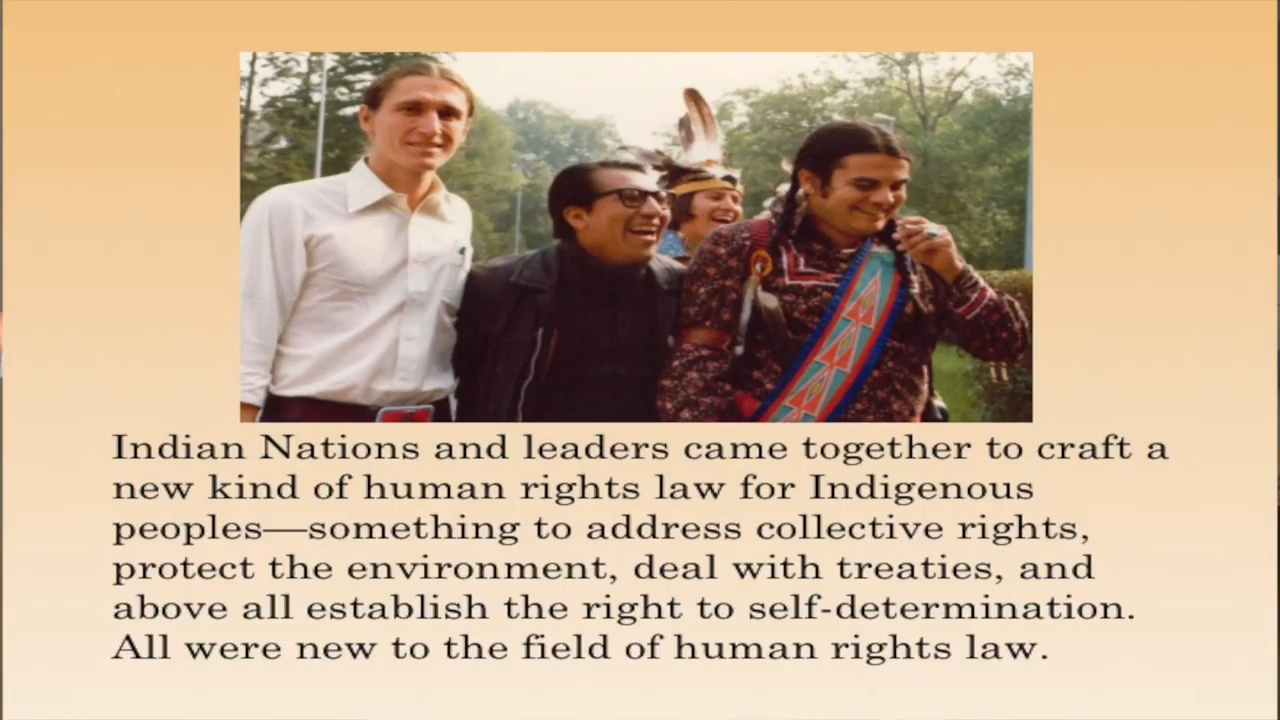 Indian Nations and leaders came together to craft a
new kind of human rights law for Indigenous
peoples—something to address collective rights,
protect the environment, deal with treaties, and
above all establish the right to self-determination.
All were new to the field of human rights law.